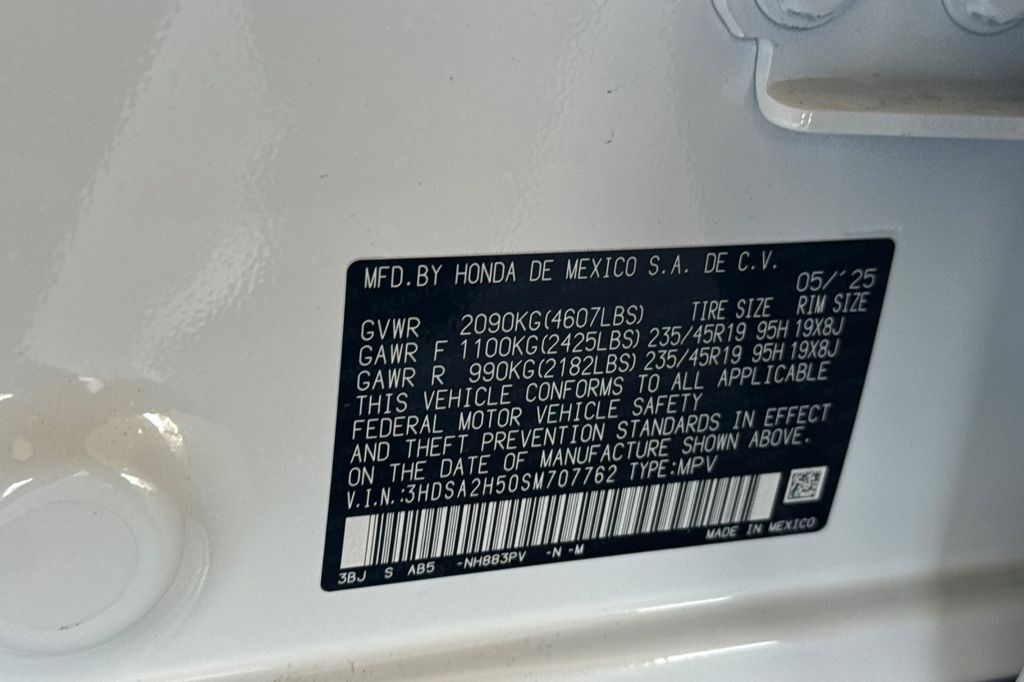 MFD.BY HONDA DE MEXICO S.A. DE C.V.
05/´25
GVWR 2090KG(4607LBS) TIRE SIZE RIM SIZE
GAWR F 1100KG(2425LBS) 235/45R19 95H 19X8J
GAWR R 990KG(2182LBS) 235/45R19 95H 19X8J
THIS VEHICLE CONFORMS TO ALL APPLICABLE
FEDERAL MOTOR VEHICLE SAFETY
AND THEFT PREVENTION STANDARDS IN EFFECT
ON THE DATE OF MANUFACTURE SHOWN ABOVE.
V.I.N.:3HDSA2H50SM707762 TYPE:MPV
MADE IN MEXICO
3BJ S AB5 -NH883PV -N -M